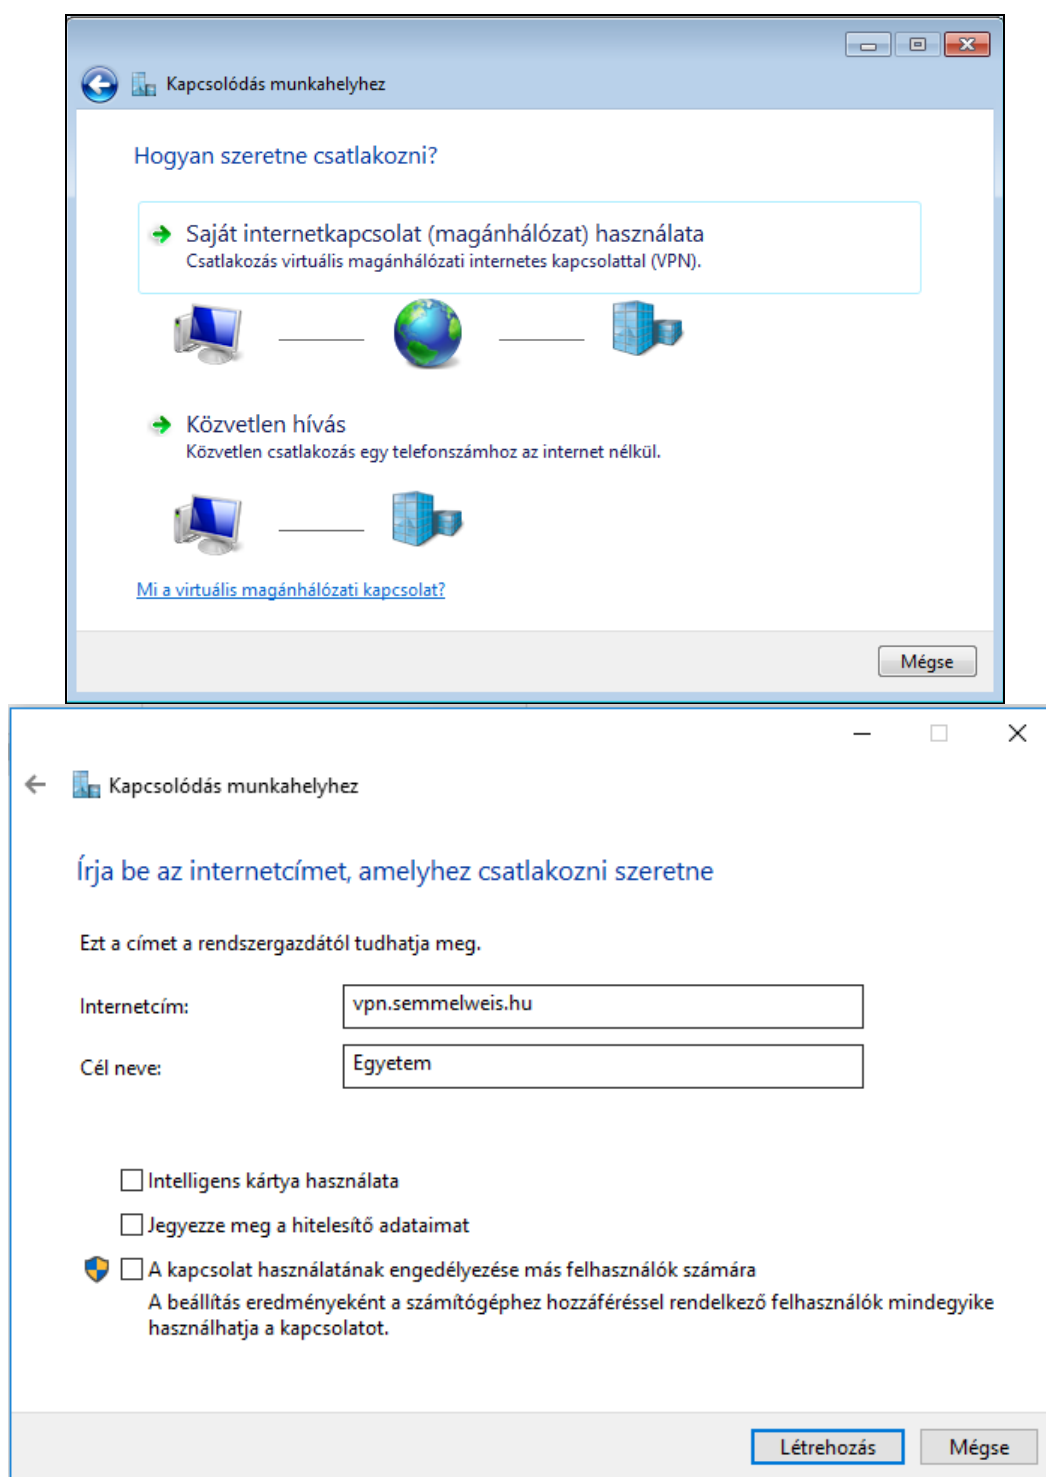 Kapcsolódás munkahelyhez
Hogyan szeretne csatlakozni?
Saját internetkapcsolat (magánhálózat) használata
Csatlakozás virtuális magánhálózati internetes kapcsolattal (VPN).
Közvetlen hívás
Közvetlen csatlakozás egy telefonszámhoz az internet nélkül.
Mi a virtuális magánhálózati kapcsolat?
Mégse
Kapcsolódás munkahelyhez
Írja be az internetcímet, amelyhez csatlakozni szeretne
Ezt a címet a rendszergazdától tudhatja meg.
Internetcím: vpn.semmelweis.hu
Cél neve: Egyetem
Intelligens kártya használata
Jegyezze meg a hitelesítő adataimat
A kapcsolat használatának engedélyezése más felhasználók számára
A beállítás eredményeként a számítógéphez hozzáféréssel rendelkező felhasználók mindegyike
használhatja a kapcsolatot.
Létrehozás Mégse